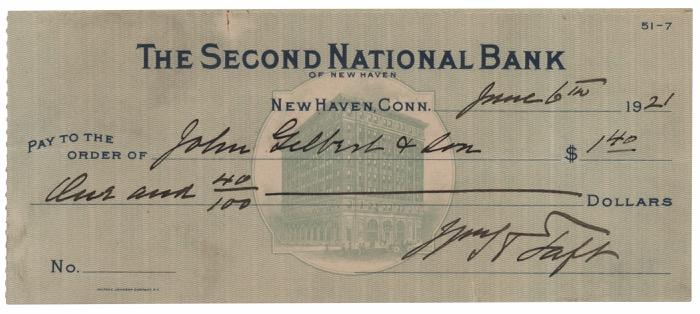 51-7
THE SECOND NATIONAL BANK
OF NEW HAVEN
NEW HAVEN, CONN. June 6th 1921
PAY TO THE
ORDER OF John Gilbert & Son $ 1 40
One and 40/100 DOLLARS
Wm H Taft
No.